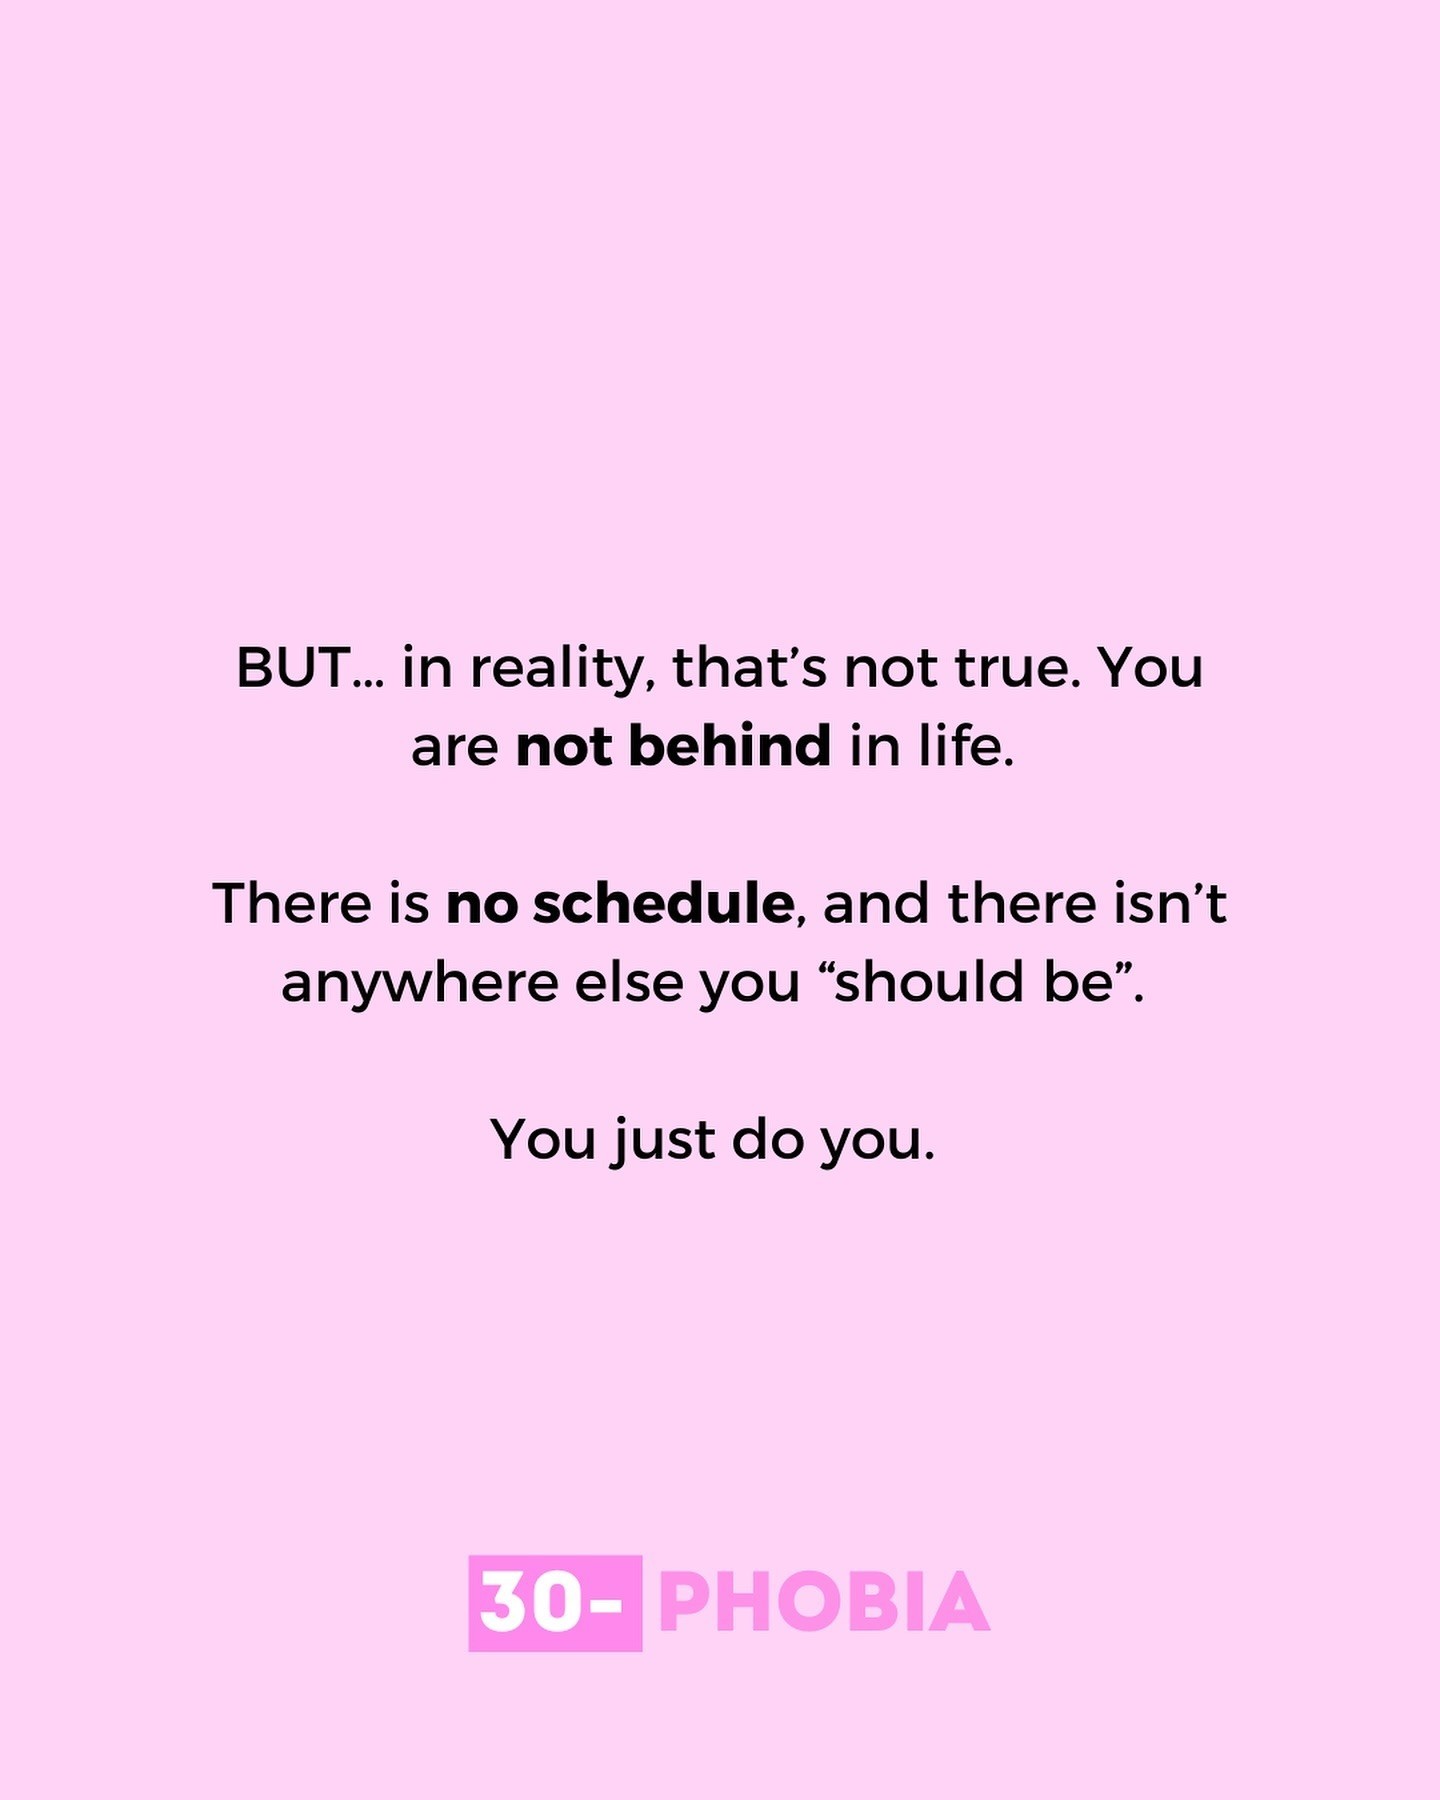 BUT... in reality, that’s not true. You
are not behind in life.
There is no schedule, and there isn’t
anywhere else you “should be”.
You just do you.
30- PHOBIA